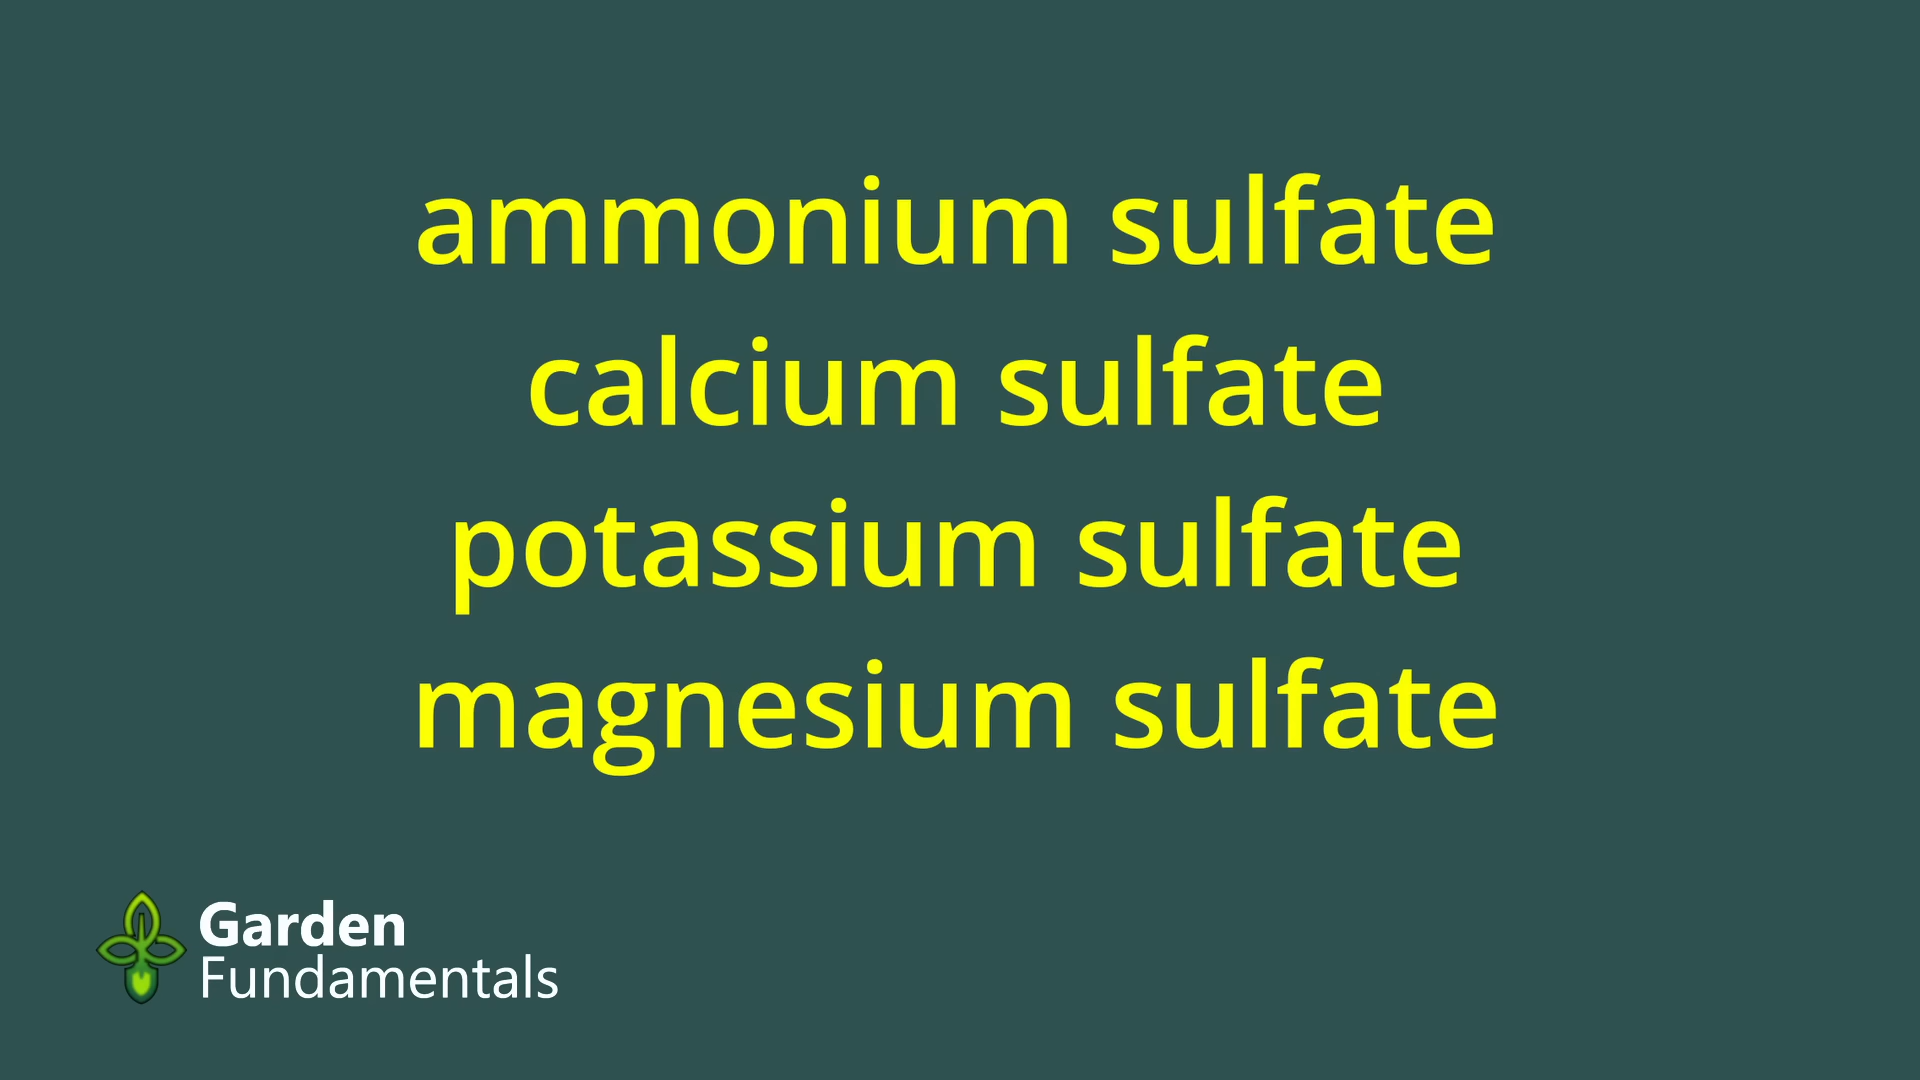 ammonium sulfate
calcium sulfate
potassium sulfate
magnesium sulfate
Garden
Fundamentals